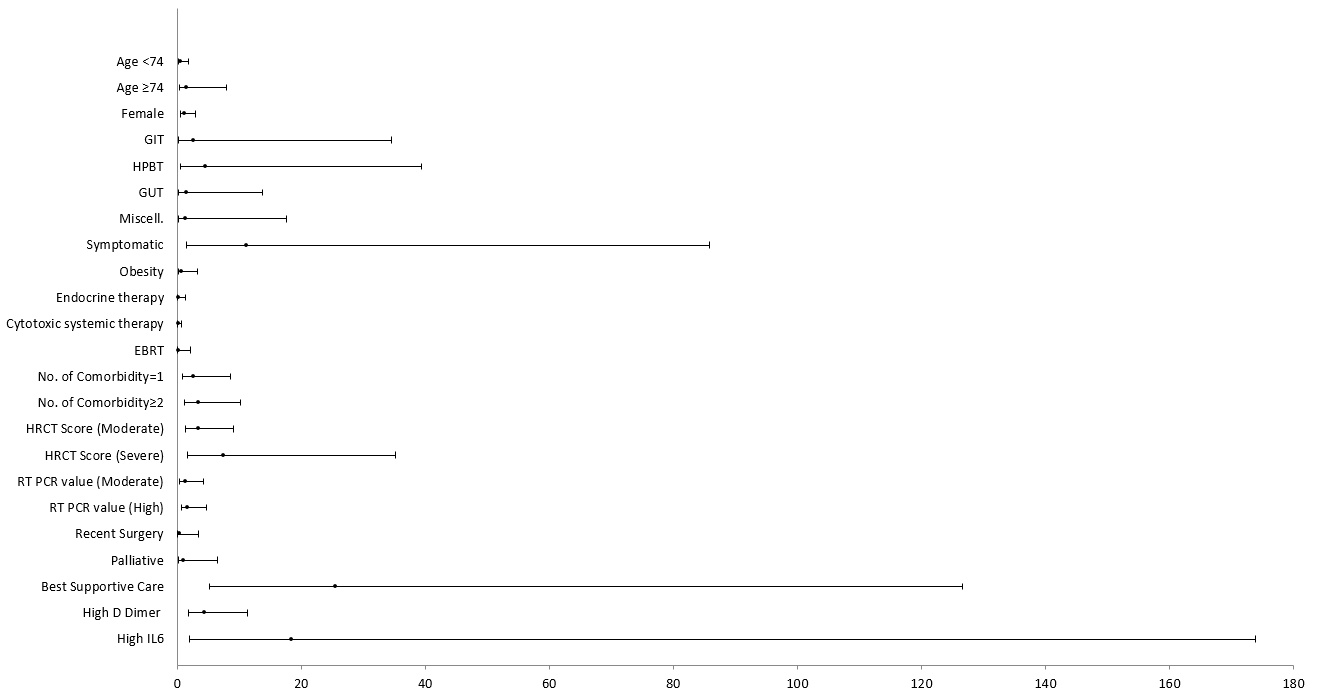 Age <74
Age ≥74
Female
GIT
HPBT
GUT
Miscell.
Symptomatic
Obesity
Endocrine therapy
Cytotoxic systemic therapy
EBRT
No. of Comorbidity=1
No. of Comorbidity≥2
HRCT Score (Moderate)
HRCT Score (Severe)
RT PCR value (Moderate)
RT PCR value (High)
Recent Surgery
Palliative
Best Supportive Care
High D Dimer
High IL6
0 20 40 60 80 100 120 140 160 180